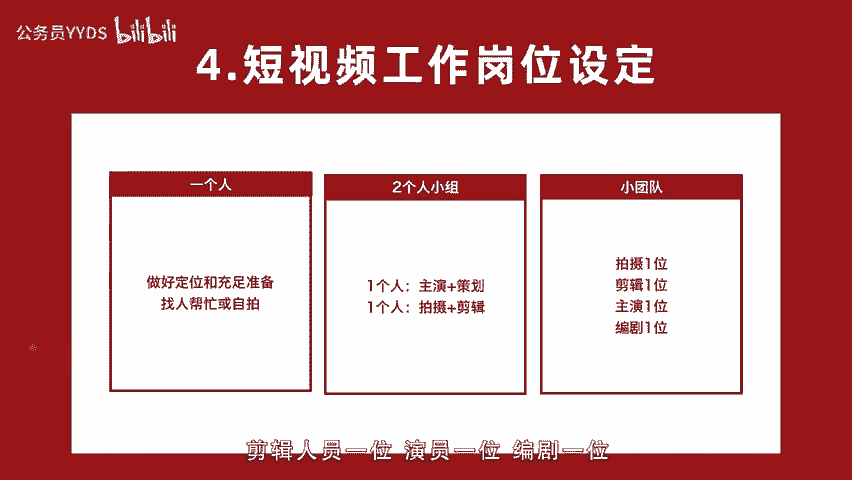 公务员YYDS bilibili
4.短视频工作岗位设定
一个人
做好定位和充足准备
找人帮忙或自拍
2个人小组
1个人：主演+策划
1个人：拍摄+剪辑
小团队
拍摄1位
剪辑1位
主演1位
编剧1位
剪辑人员一位 演员一位 编剧一位